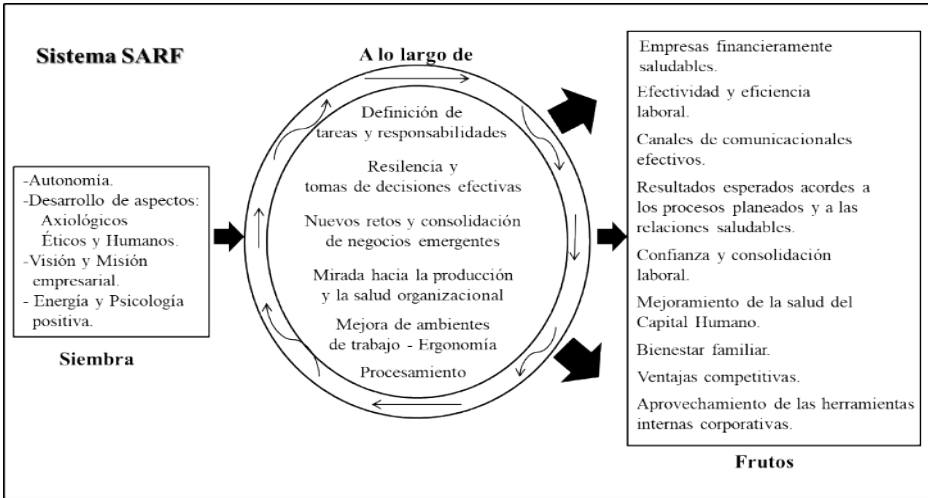 Sistema SARF
-Autonomía.
-Desarrollo de aspectos:
Axiológicos
Éticos y Humanos.
-Visión y Misión
empresarial.
- Energía y Psicología
positiva.
Siembra
A lo largo de
Definición de
tareas y responsabilidades
Resilencia y
tomas de decisiones efectivas
Nuevos retos y consolidación
de negocios emergentes
Mirada hacia la producción
y la salud organizacional
Mejora de ambientes
de trabajo - Ergonomía
Procesamiento
Empresas financieramente
saludables.
Efectividad y eficiencia
laboral.
Canales de comunicacionales
efectivos.
Resultados esperados acordes a
los procesos planeados y a las
relaciones saludables.
Confianza y consolidación
laboral.
Mejoramiento de la salud del
Capital Humano.
Bienestar familiar.
Ventajas competitivas.
Aprovechamiento de las herramientas
internas corporativas.
Frutos